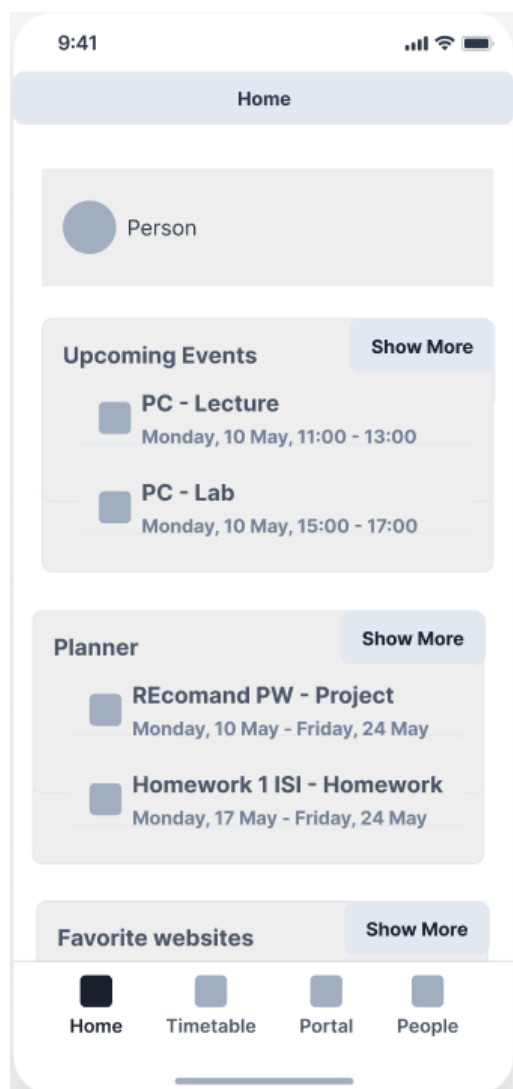 9:41
Home
Person
Upcoming Events
Show More
PC - Lecture
Monday, 10 May, 11:00 - 13:00
PC - Lab
Monday, 10 May, 15:00 - 17:00
Planner
Show More
REcomand PW - Project
Monday, 10 May - Friday, 24 May
Homework 1 ISI - Homework
Monday, 17 May - Friday, 24 May
Favorite websites
Show More
Home
Timetable
Portal
People